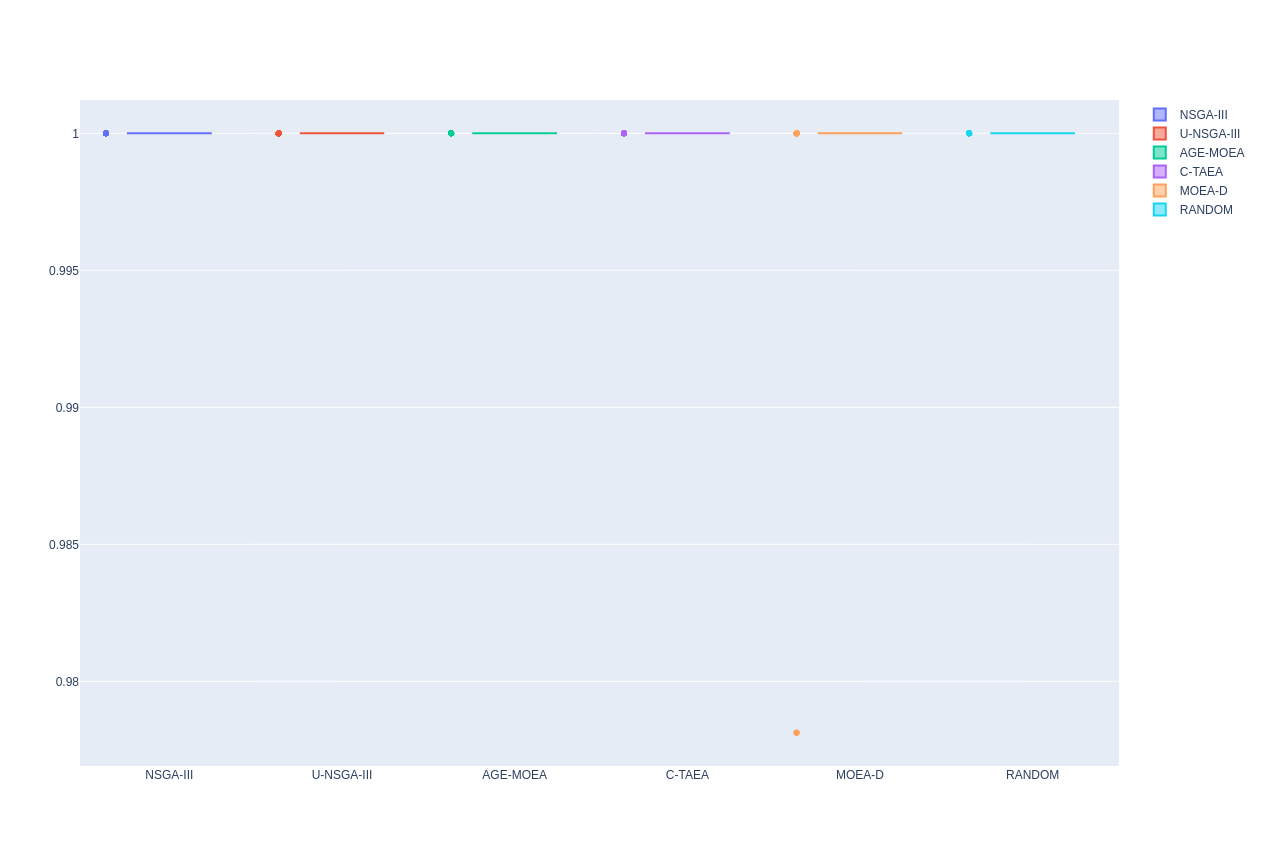 1
0.995
0.99
0.985
0.98
NSGA-III
U-NSGA-III
AGE-MOEA
C-TAEA
MOEA-D
RANDOM
NSGA-III
U-NSGA-III
AGE-MOEA
C-TAEA
MOEA-D
RANDOM